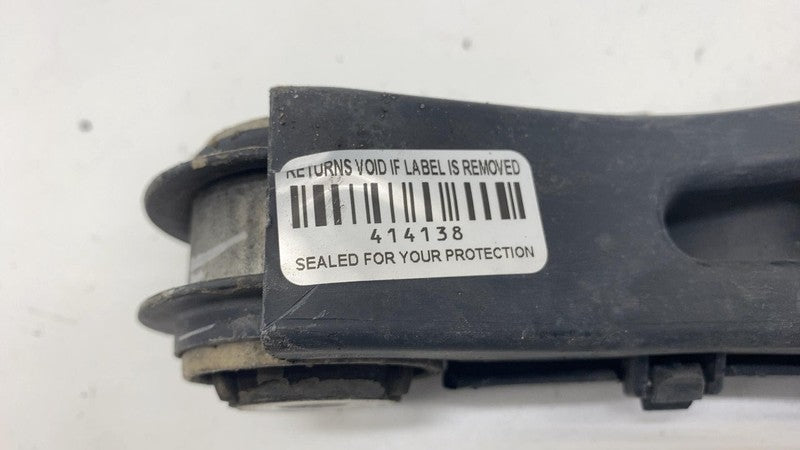 RETURNS VOID IF LABEL IS REMOVED
414138
SEALED FOR YOUR PROTECTION